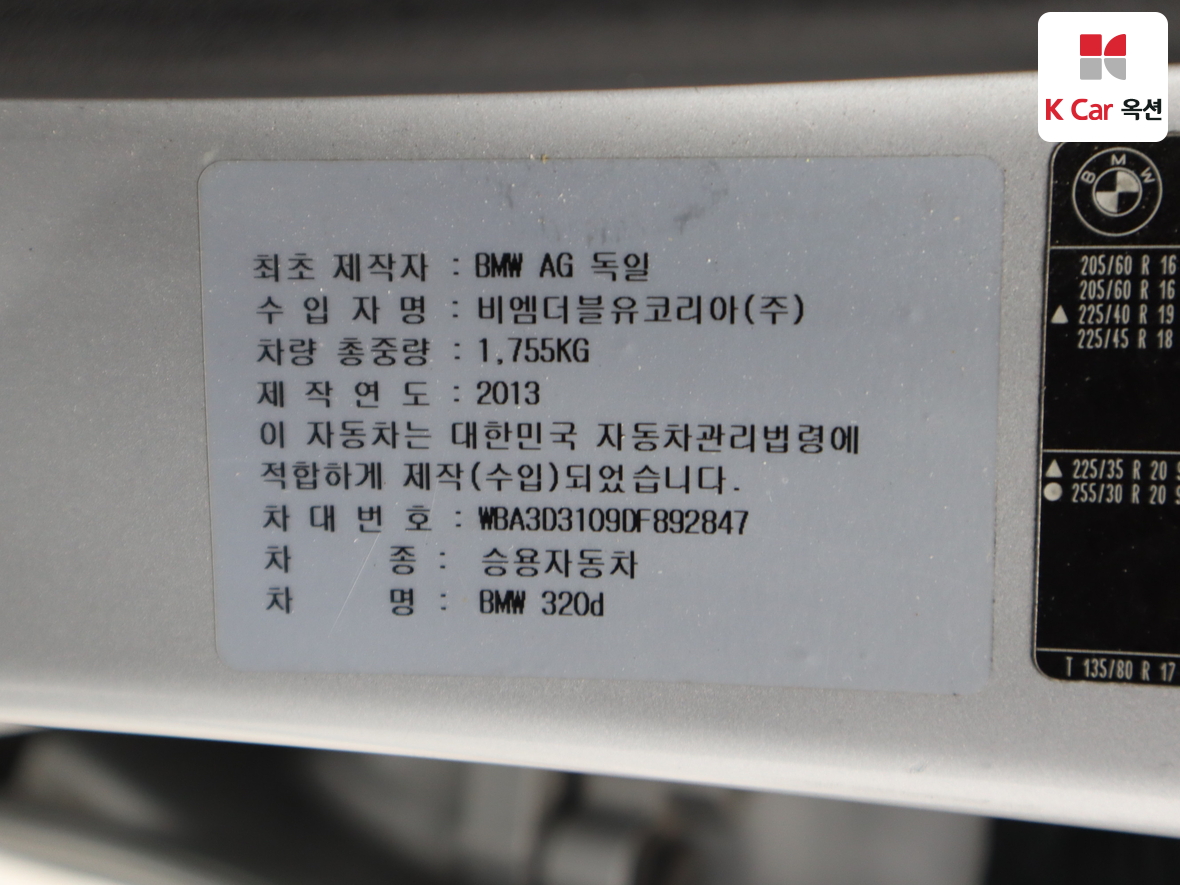 K Car 옥션
BMW
최초 제작자 : BMW AG 독일
수 입 자 명 : 비엠더블유코리아(주)
차량 총중량 : 1,755KG
제 작 연 도 : 2013
이 자동차는 대한민국 자동차관리법령에
적합하게 제작(수입)되었습니다.
차 대 번 호 : WBA3D3109DF892847
차 종 : 승용자동차
차 명 : BMW 320d
205/60 R 16
205/60 R 16
▲ 225/40 R 19
225/45 R 18
▲ 225/35 R 20
● 255/30 R 20
T 135/80 R 17